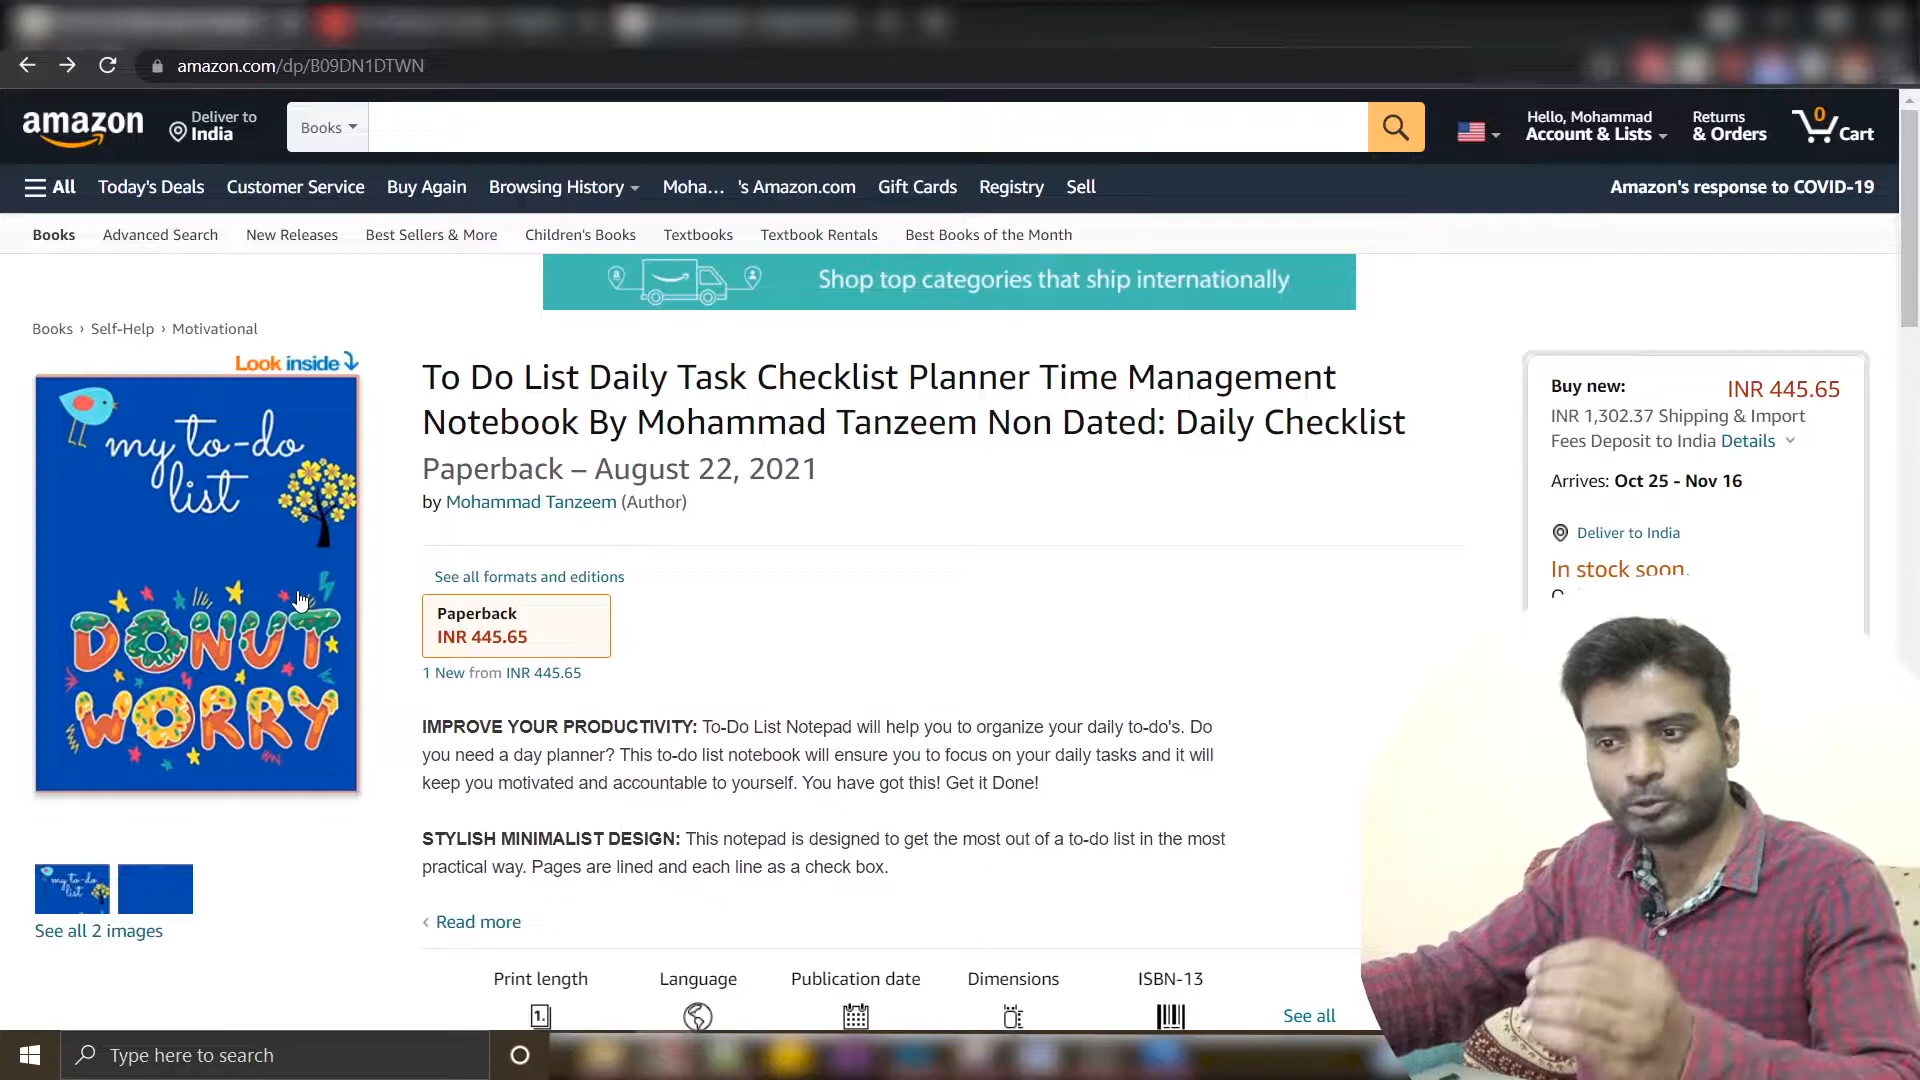 amazon.com/dp/B09DN1DTWN
amazon
Deliver to
India
Books
Hello, Mohammad
Account & Lists
Returns
& Orders
0
Cart
All
Today's Deals
Customer Service
Buy Again
Browsing History
Moha... 's Amazon.com
Gift Cards
Registry
Sell
Amazon's response to COVID-19
Books
Advanced Search
New Releases
Best Sellers & More
Children's Books
Textbooks
Textbook Rentals
Best Books of the Month
Shop top categories that ship internationally
Books › Self-Help › Motivational
Look inside
my to-do
list
DONUT
WORRY
my to-do
list
See all 2 images
To Do List Daily Task Checklist Planner Time Management
Notebook By Mohammad Tanzeem Non Dated: Daily Checklist
Paperback – August 22, 2021
by Mohammad Tanzeem (Author)
See all formats and editions
Paperback
INR 445.65
1 New from INR 445.65
IMPROVE YOUR PRODUCTIVITY: To-Do List Notepad will help you to organize your daily to-do's. Do
you need a day planner? This to-do list notebook will ensure you to focus on your daily tasks and it will
keep you motivated and accountable to yourself. You have got this! Get it Done!
STYLISH MINIMALIST DESIGN: This notepad is designed to get the most out of a to-do list in the most
practical way. Pages are lined and each line as a check box.
‹ Read more
Print length
Language
Publication date
Dimensions
ISBN-13
See all
Buy new:
INR 445.65
INR 1,302.37 Shipping & Import
Fees Deposit to India Details
Arrives: Oct 25 - Nov 16
Deliver to India
In stock soon.
Type here to search